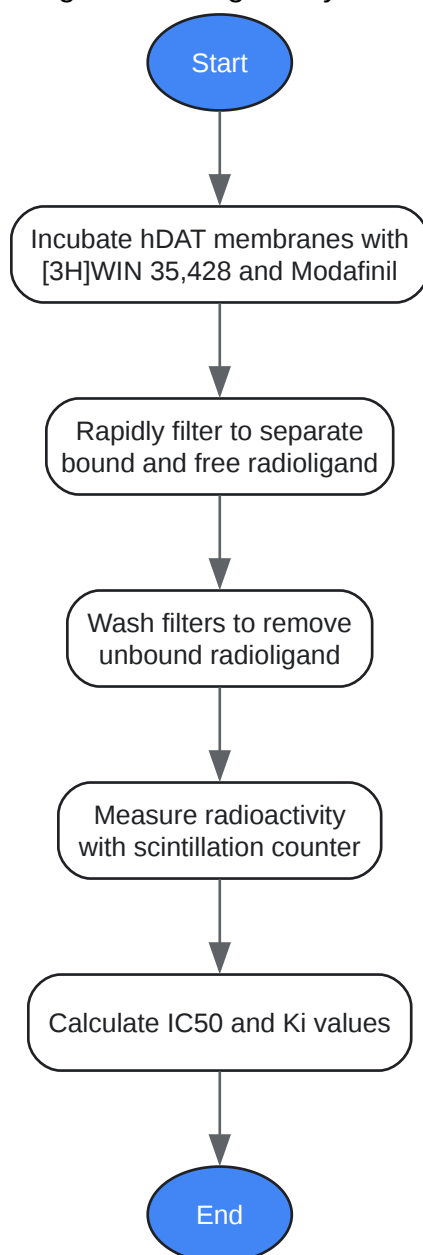 Start
Incubate hDAT membranes with
[3H]WIN 35,428 and Modafinil
Rapidly filter to separate
bound and free radioligand
Wash filters to remove
unbound radioligand
Measure radioactivity
with scintillation counter
Calculate IC50 and Ki values
End